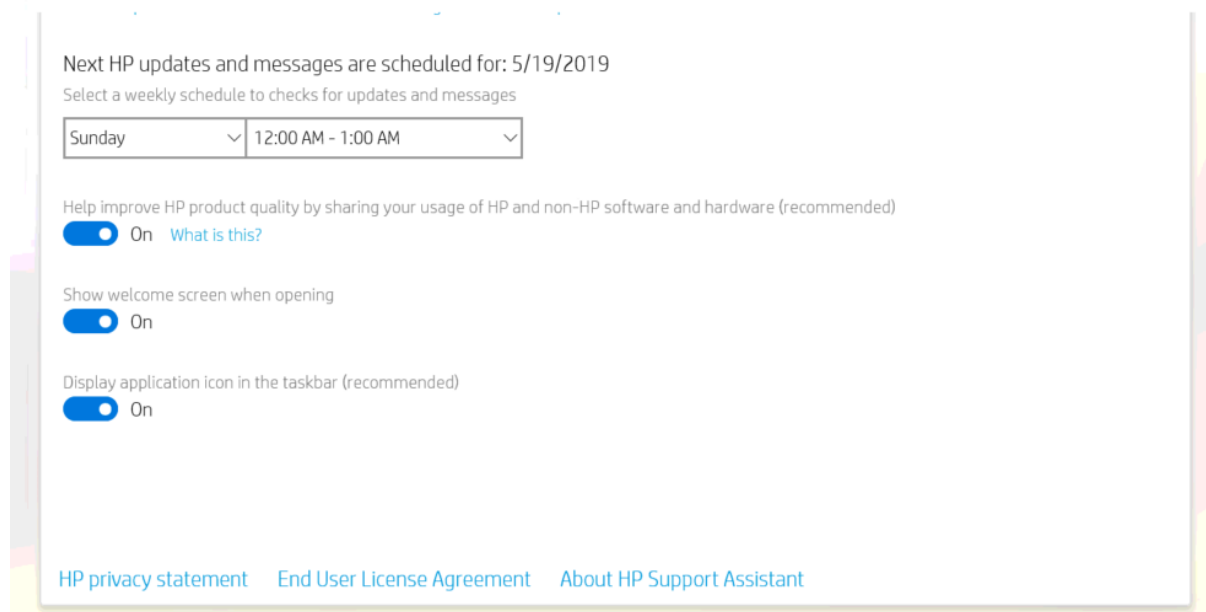 Next HP updates and messages are scheduled for: 5/19/2019
Select a weekly schedule to checks for updates and messages
Sunday 12:00 AM - 1:00 AM
Help improve HP product quality by sharing your usage of HP and non-HP software and hardware (recommended)
On What is this?
Show welcome screen when opening
On
Display application icon in the taskbar (recommended)
On
HP privacy statement End User License Agreement About HP Support Assistant